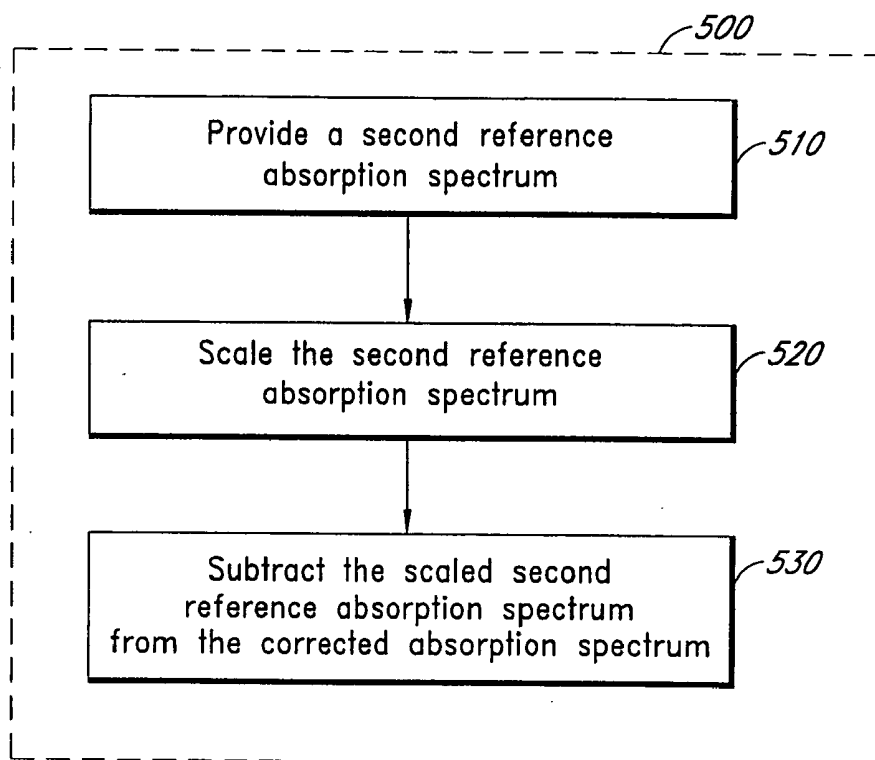 500
Provide a second reference
absorption spectrum
510
Scale the second reference
absorption spectrum
520
Subtract the scaled second
reference absorption spectrum
from the corrected absorption spectrum
530